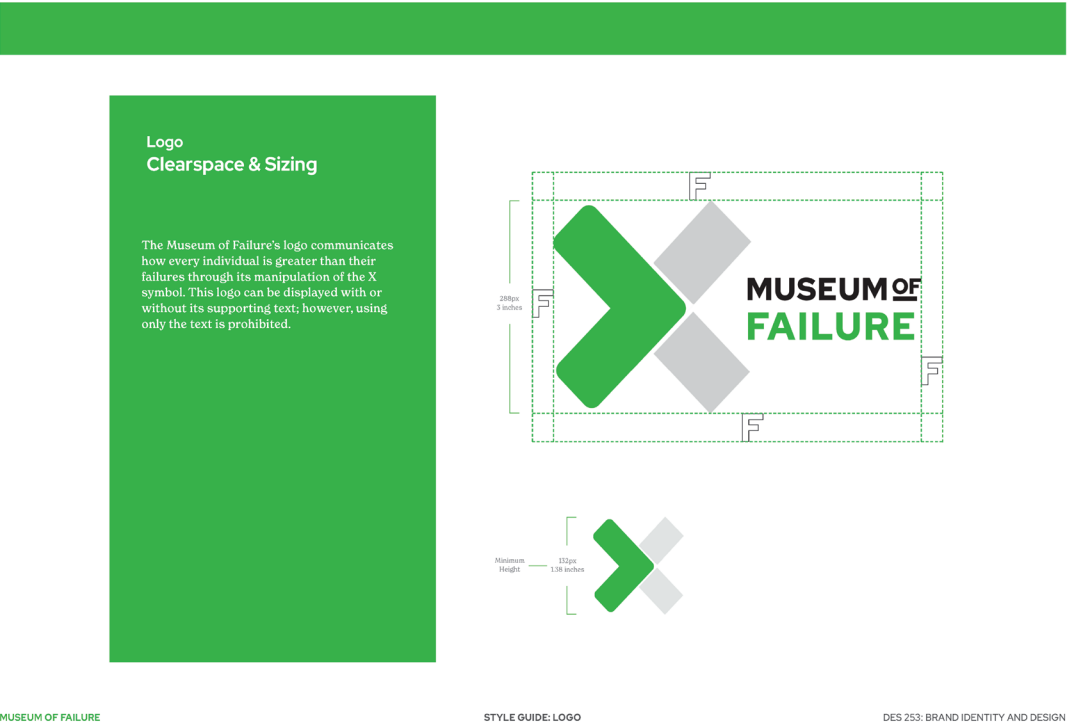 Logo
Clearspace & Sizing
The Museum of Failure's logo communicates
how every individual is greater than their
failures through its manipulation of the X
symbol. This logo can be displayed with or
without its supporting text; however, using
only the text is prohibited.
F
288px
3 inches
F
MUSEUM OF
FAILURE
F
F
Minimum
Height
132px
1.38 inches
MUSEUM OF FAILURE
STYLE GUIDE: LOGO
DES 253: BRAND IDENTITY AND DESIGN